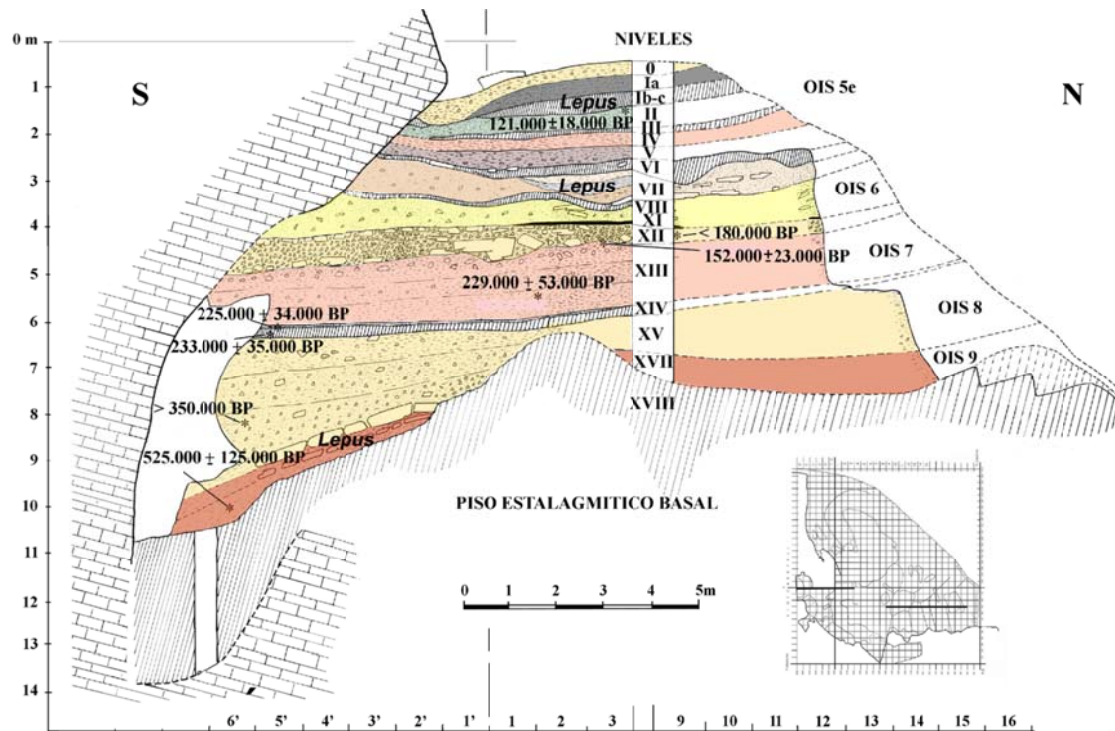 0 m
NIVELES
S
N
0
Ia
1
OIS 5e
Ib-c
Lepus
II
121.000±18.000 BP
III
2
IV
V
VI
3
Lepus
VII
OIS 6
VIII
4
XI
XII
< 180.000 BP
OIS 7
152.000±23.000 BP
5
XIII
229.000 ± 53.000 BP
225.000 ± 34.000 BP
XIV
OIS 8
6
233.000 ± 35.000 BP
XV
7
XVII
OIS 9
8
> 350.000 BP
XVIII
Lepus
9
525.000 ± 125.000 BP
10
PISO ESTALAGMITICO BASAL
11
12
0 1 2 3 4 5m
13
14
6' 5' 4' 3' 2' 1' 1 2 3 9 10 11 12 13 14 15 16